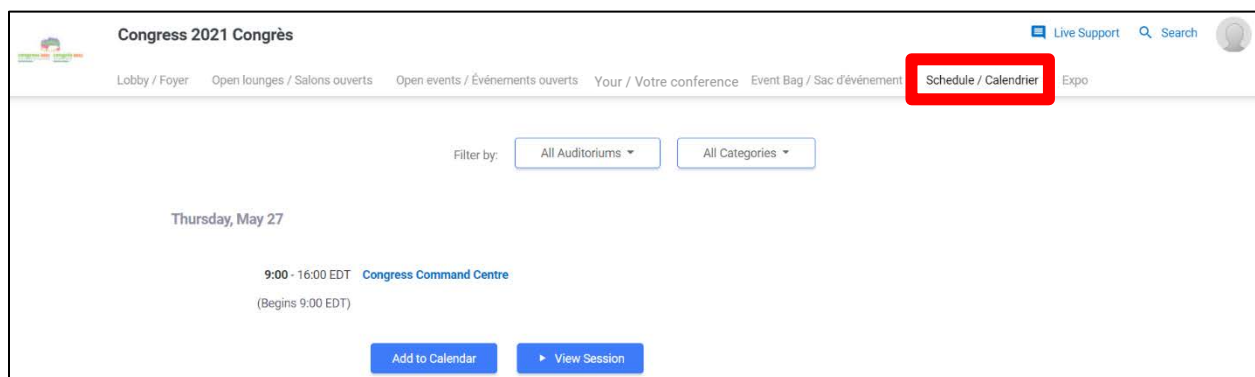 Congress 2021 Congrès
Live Support
Search
Lobby / Foyer
Open lounges / Salons ouverts
Open events / Événements ouverts
Your / Votre conference
Event Bag / Sac d'événement
Schedule / Calendrier
Expo
Filter by:
All Auditoriums
All Categories
Thursday, May 27
9:00 - 16:00 EDT Congress Command Centre
(Begins 9:00 EDT)
Add to Calendar
View Session